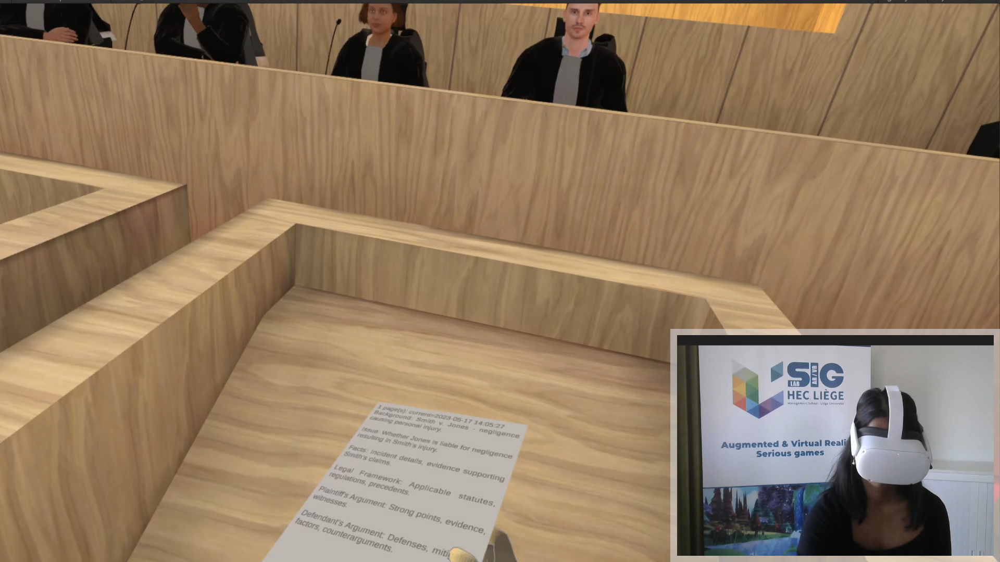 1 page(s): current=2023-05-17 14:05:27
Background: Smith v. Jones - negligence
causing personal injury.
Issue: Whether Jones is liable for negligence
resulting in Smith's injury.
Facts: Incident details, evidence supporting
Smith's claims.
Legal Framework: Applicable statutes,
regulations, precedents.
Plaintiff's Argument: Strong points, evidence,
witnesses.
Defendant's Argument: Defenses,
factors, counterarguments.
SIG
LAB
AR/VR
HEC LIÈGE
Management School - Liège Université
Augmented & Virtual Reali
Serious games